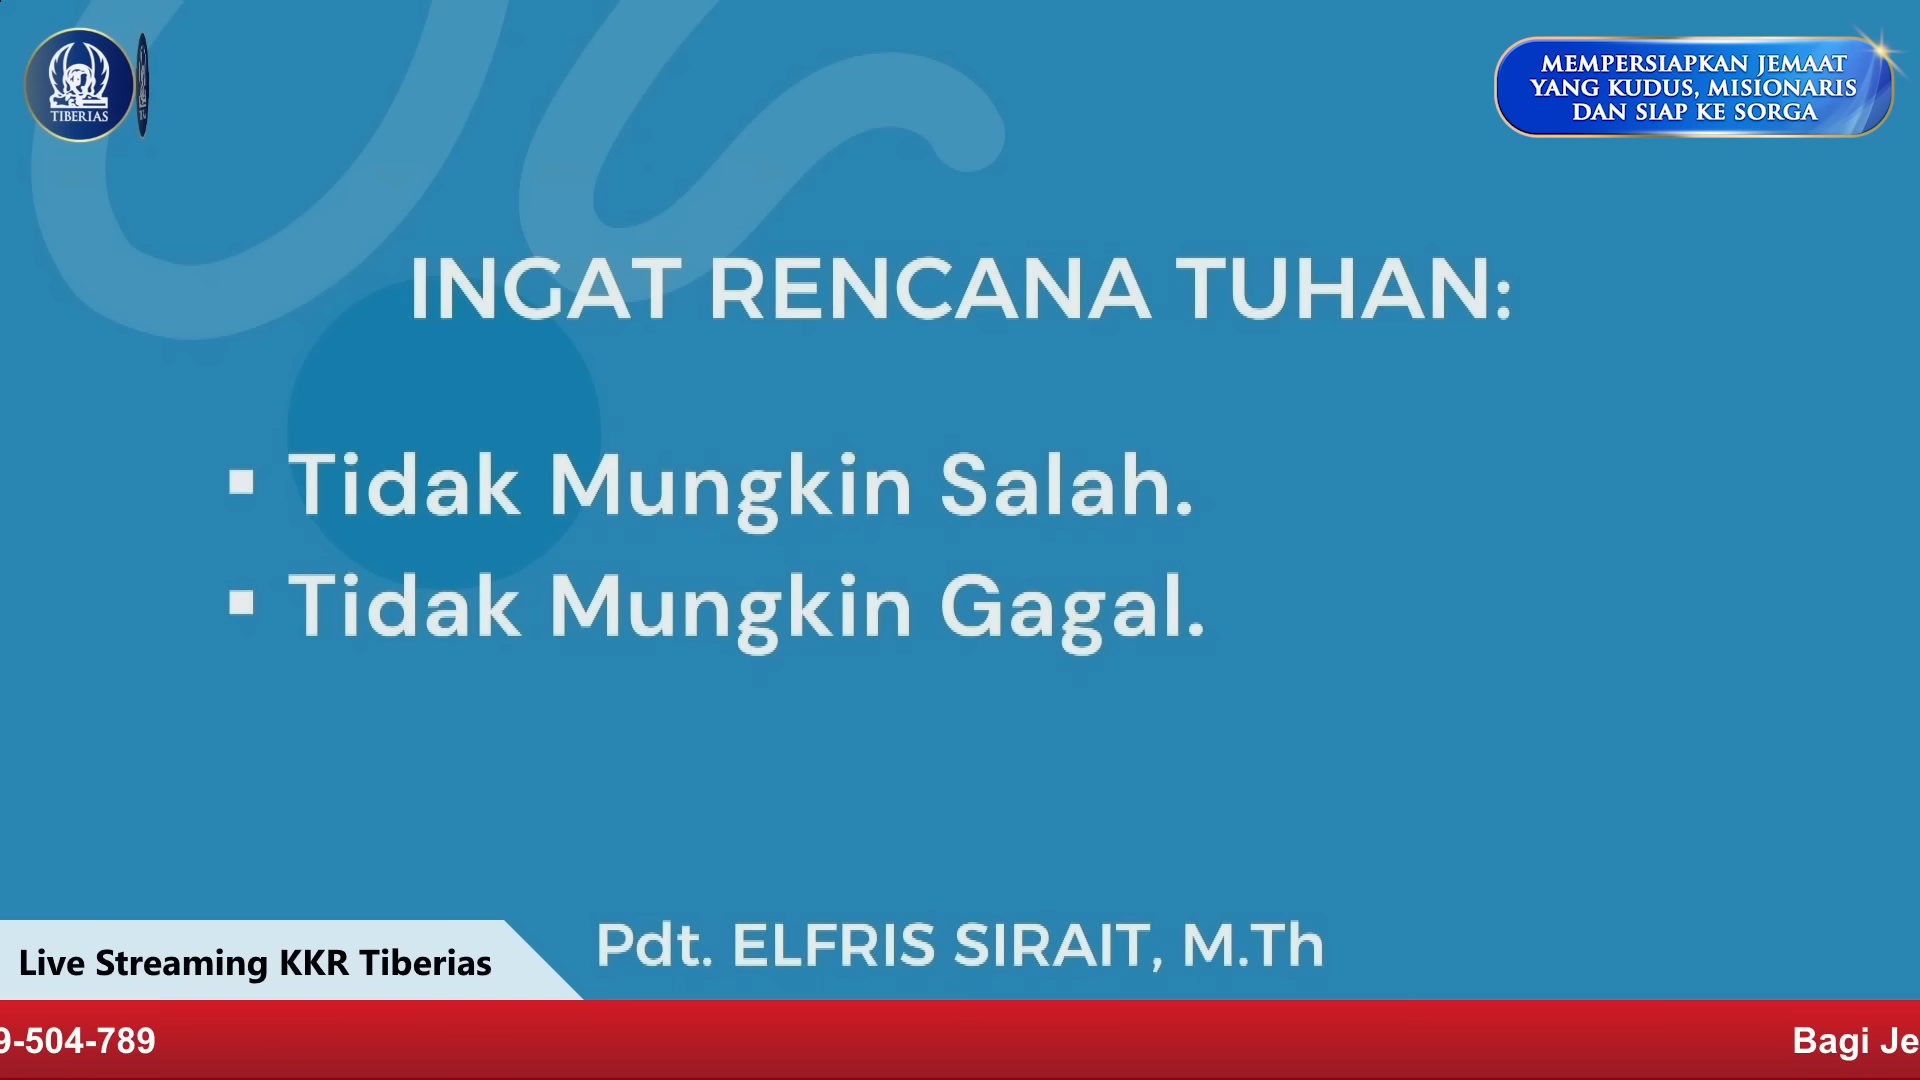 TIBERIAS
MEMPERSIAPKAN JEMAAT
YANG KUDUS, MISIONARIS
DAN SIAP KE SORGA
INGAT RENCANA TUHAN:
▪ Tidak Mungkin Salah.
▪ Tidak Mungkin Gagal.
Pdt. ELFRIS SIRAIT, M.Th
Live Streaming KKR Tiberias
9-504-789
Bagi Je